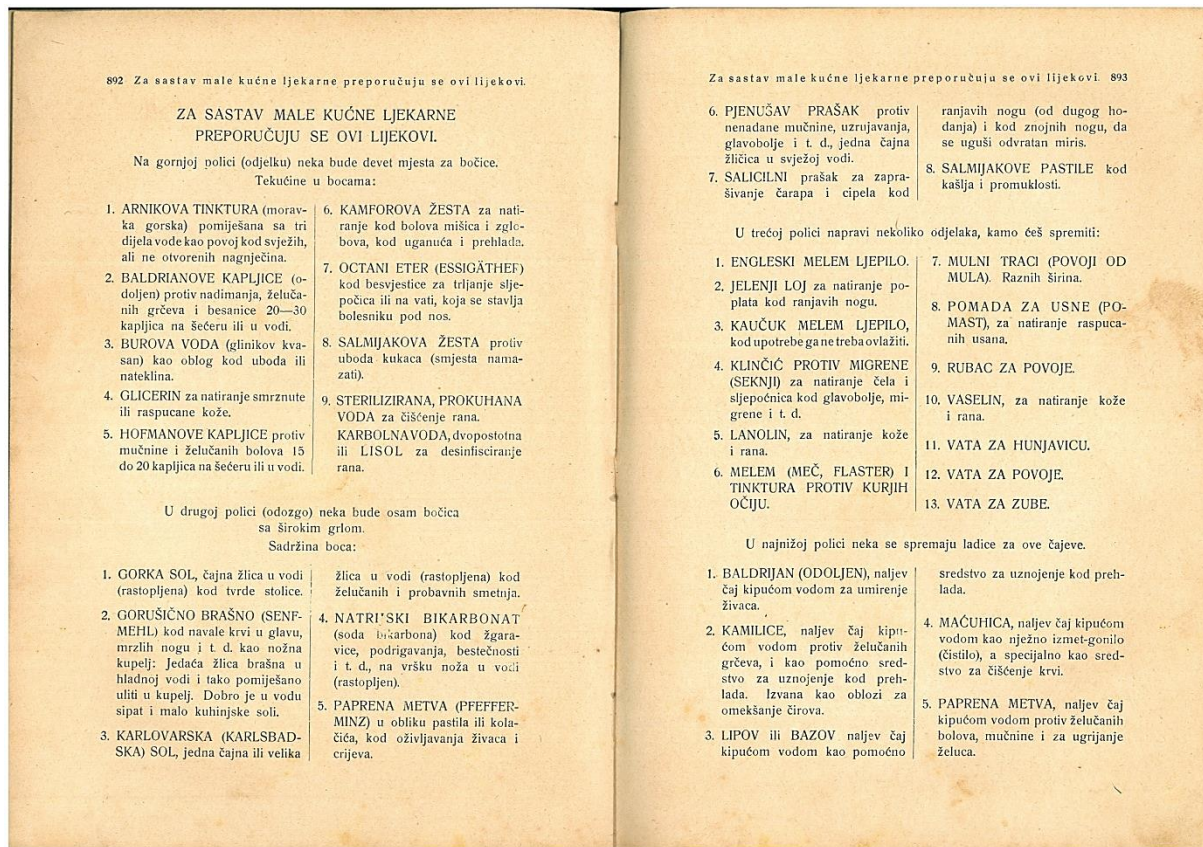 892 Za sastav male kućne ljekarne preporučuju se ovi lijekovi.
ZA SASTAV MALE KUĆNE LJEKARNE
PREPORUČUJU SE OVI LIJEKOVI.
Na gornjoj polici (odjelku) neka bude devet mjesta za bočice.
Tekućine u bocama:
1. ARNIKOVA TINKTURA (morav-
ka gorska) pomiješana sa tri
dijela vode kao povoj kod svježih,
ali ne otvorenih nagnječina.
2. BALDRIANOVE KAPLJICE (o-
doljen) protiv nadimanja, želuča-
nih grčeva i besanice 20—30
kapljica na šećeru ili u vodi.
3. BUROVA VODA (glinikov kva-
san) kao oblog kod uboda ili
nateklina.
4. GLICERIN za natiranje smrznute
ili raspucane kože.
5. HOFMANOVE KAPLJICE protiv
mučnine i želučanih bolova 15
do 20 kapljica na šećeru ili u vodi.
6. KAMFOROVA ŽESTA za nati-
ranje kod bolova mišica i zglo-
bova, kod uganuća i prehlada.
7. OCTANI ETER (ESSIGÄTHER)
kod besvjestice za trljanje slje-
počica ili na vati, koja se stavlja
bolesniku pod nos.
8. SALMIJAKOVA ŽESTA protiv
uboda kukaca (smjesta nama-
zati).
9. STERILIZIRANA, PROKUHANA
VODA za čišćenje rana.
KARBOLNA VODA, dvopostotna
ili LISOL za desinfisciranje
rana.
U drugoj polici (odozgo) neka bude osam bočica
sa širokim grlom.
Sadržina boca:
1. GORKA SOL, čajna žlica u vodi
(rastopljena) kod tvrde stolice.
2. GORUŠIČNO BRAŠNO (SENF-
MEHL) kod navale krvi u glavu,
mrzlih nogu i t. d. kao nožna
kupelj: Jedaća žlica brašna u
hladnoj vodi i tako pomiješano
uliti u kupelj. Dobro je u vodu
sipat i malo kuhinjske soli.
3. KARLOVARSKA (KARLSBAD-
SKA) SOL, jedna čajna ili velika
žlica u vodi (rastopljena) kod
želučanih i probavnih smetnja.
4. NATRIJSKI BIKARBONAT
(soda bikarbona) kod žgara-
vice, podrigavanja, bestečnosti
i t. d., na vršku noža u vodi
(rastopljen).
5. PAPRENA METVA (PFEFFER-
MINZ) u obliku pastila ili kola-
čića, kod oživljavanja živaca i
crijeva.
Za sastav male kućne ljekarne preporučuju se ovi lijekovi. 893
6. PJENUŠAV PRAŠAK protiv
nenadane mučnine, uzrujavanja,
glavobolje i t. d., jedna čajna
žličica u svježoj vodi.
7. SALICILNI prašak za zapra-
šivanje čarapa i cipela kod
ranjavih nogu (od dugog ho-
danja) i kod znojnih nogu, da
se uguši odvratan miris.
8. SALMIJAKOVE PASTILE kod
kašlja i promuklosti.
U trećoj polici napravi nekoliko odjelaka, kamo ćeš spremiti:
1. ENGLESKI MELEM LJEPILO.
2. JELENJI LOJ za natiranje po-
plata kod ranjavih nogu.
3. KAUČUK MELEM LJEPILO,
kod upotrebe ga ne treba ovlažiti.
4. KLINČIĆ PROTIV MIGRENE
(SEKNJI) za natiranje čela i
sljepoćnica kod glavobolje, mi-
grene i t. d.
5. LANOLIN, za natiranje kože
i rana.
6. MELEM (MEČ, FLASTER) I
TINKTURA PROTIV KURJIH
OČIJU.
7. MULNI TRACI (POVOJI OD
MULA). Raznih širina.
8. POMADA ZA USNE (PO-
MAST), za natiranje raspuca-
nih usana.
9. RUBAC ZA POVOJE.
10. VASELIN, za natiranje kože
i rana.
11. VATA ZA HUNJAVICU.
12. VATA ZA POVOJE.
13. VATA ZA ZUBE.
U najnižoj polici neka se spremaju ladice za ove čajeve.
1. BALDRIJAN (ODOLJEN), naljev
čaj kipućom vodom za umirenje
živaca.
2. KAMILICE, naljev čaj kipu-
ćom vodom protiv želučanih
grčeva, i kao pomoćno sred-
stvo za uznojenje kod preh-
lada. Izvana kao oblozi za
omekšanje čirova.
3. LIPOV ili BAZOV naljev čaj
kipućom vodom kao pomoćno
sredstvo za uznojenje kod preh-
lada.
4. MAĆUHICA, naljev čaj kipućom
vodom kao nježno izmet-gonilo
(čistilo), a specijalno kao sred-
stvo za čišćenje krvi.
5. PAPRENA METVA, naljev čaj
kipućom vodom protiv želučanih
bolova, mučnine i za ugrijanje
želuca.